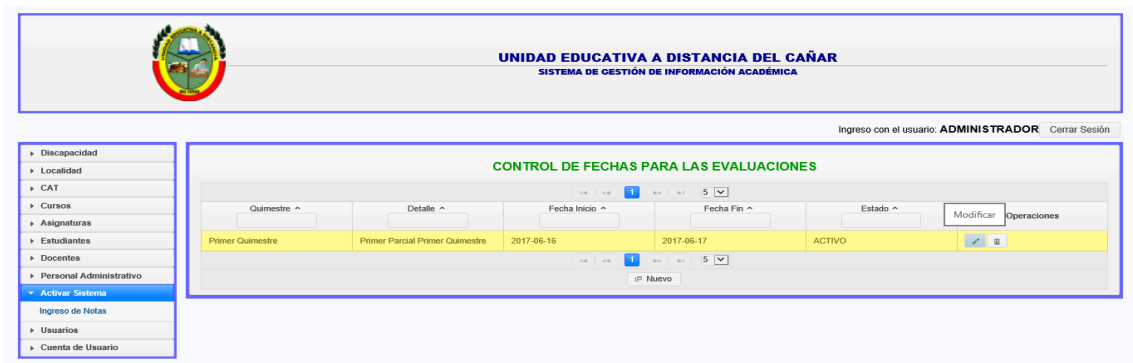 UNIDAD EDUCATIVA A DISTANCIA DEL CAÑAR
SISTEMA DE GESTIÓN DE INFORMACIÓN ACADÉMICA
Ingreso con el usuario: ADMINISTRADOR Cerrar Sesión
Discapacidad
Localidad
CAT
Cursos
Asignaturas
Estudiantes
Docentes
Personal Administrativo
Activar Sistema
Ingreso de Notas
Usuarios
Cuenta de Usuario
CONTROL DE FECHAS PARA LAS EVALUACIONES
1 5
Quimestre Detalle Fecha Inicio Fecha Fin Estado Modificar Operaciones
Primer Quimestre Primer Parcial Primer Quimestre 2017-06-16 2017-06-17 ACTIVO
1 5
Nuevo